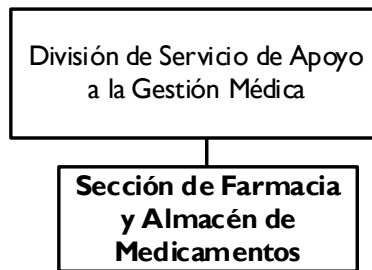 División de Servicio de Apoyo
a la Gestión Médica
Sección de Farmacia
y Almacén de
Medicamentos